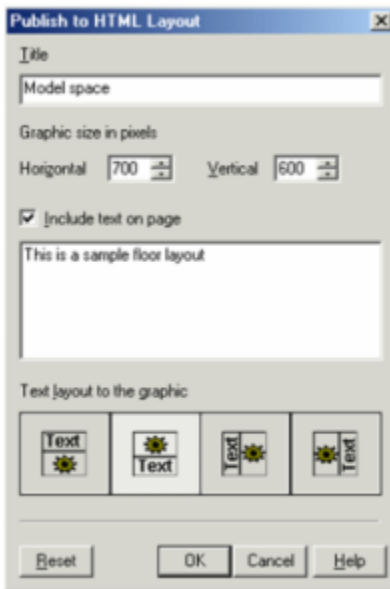 Publish to HTML Layout
Title
Model space
Graphic size in pixels
Horizontal 700 Vertical 600
Include text on page
This is a sample floor layout
Text layout to the graphic
Text Text Text Text
Reset OK Cancel Help